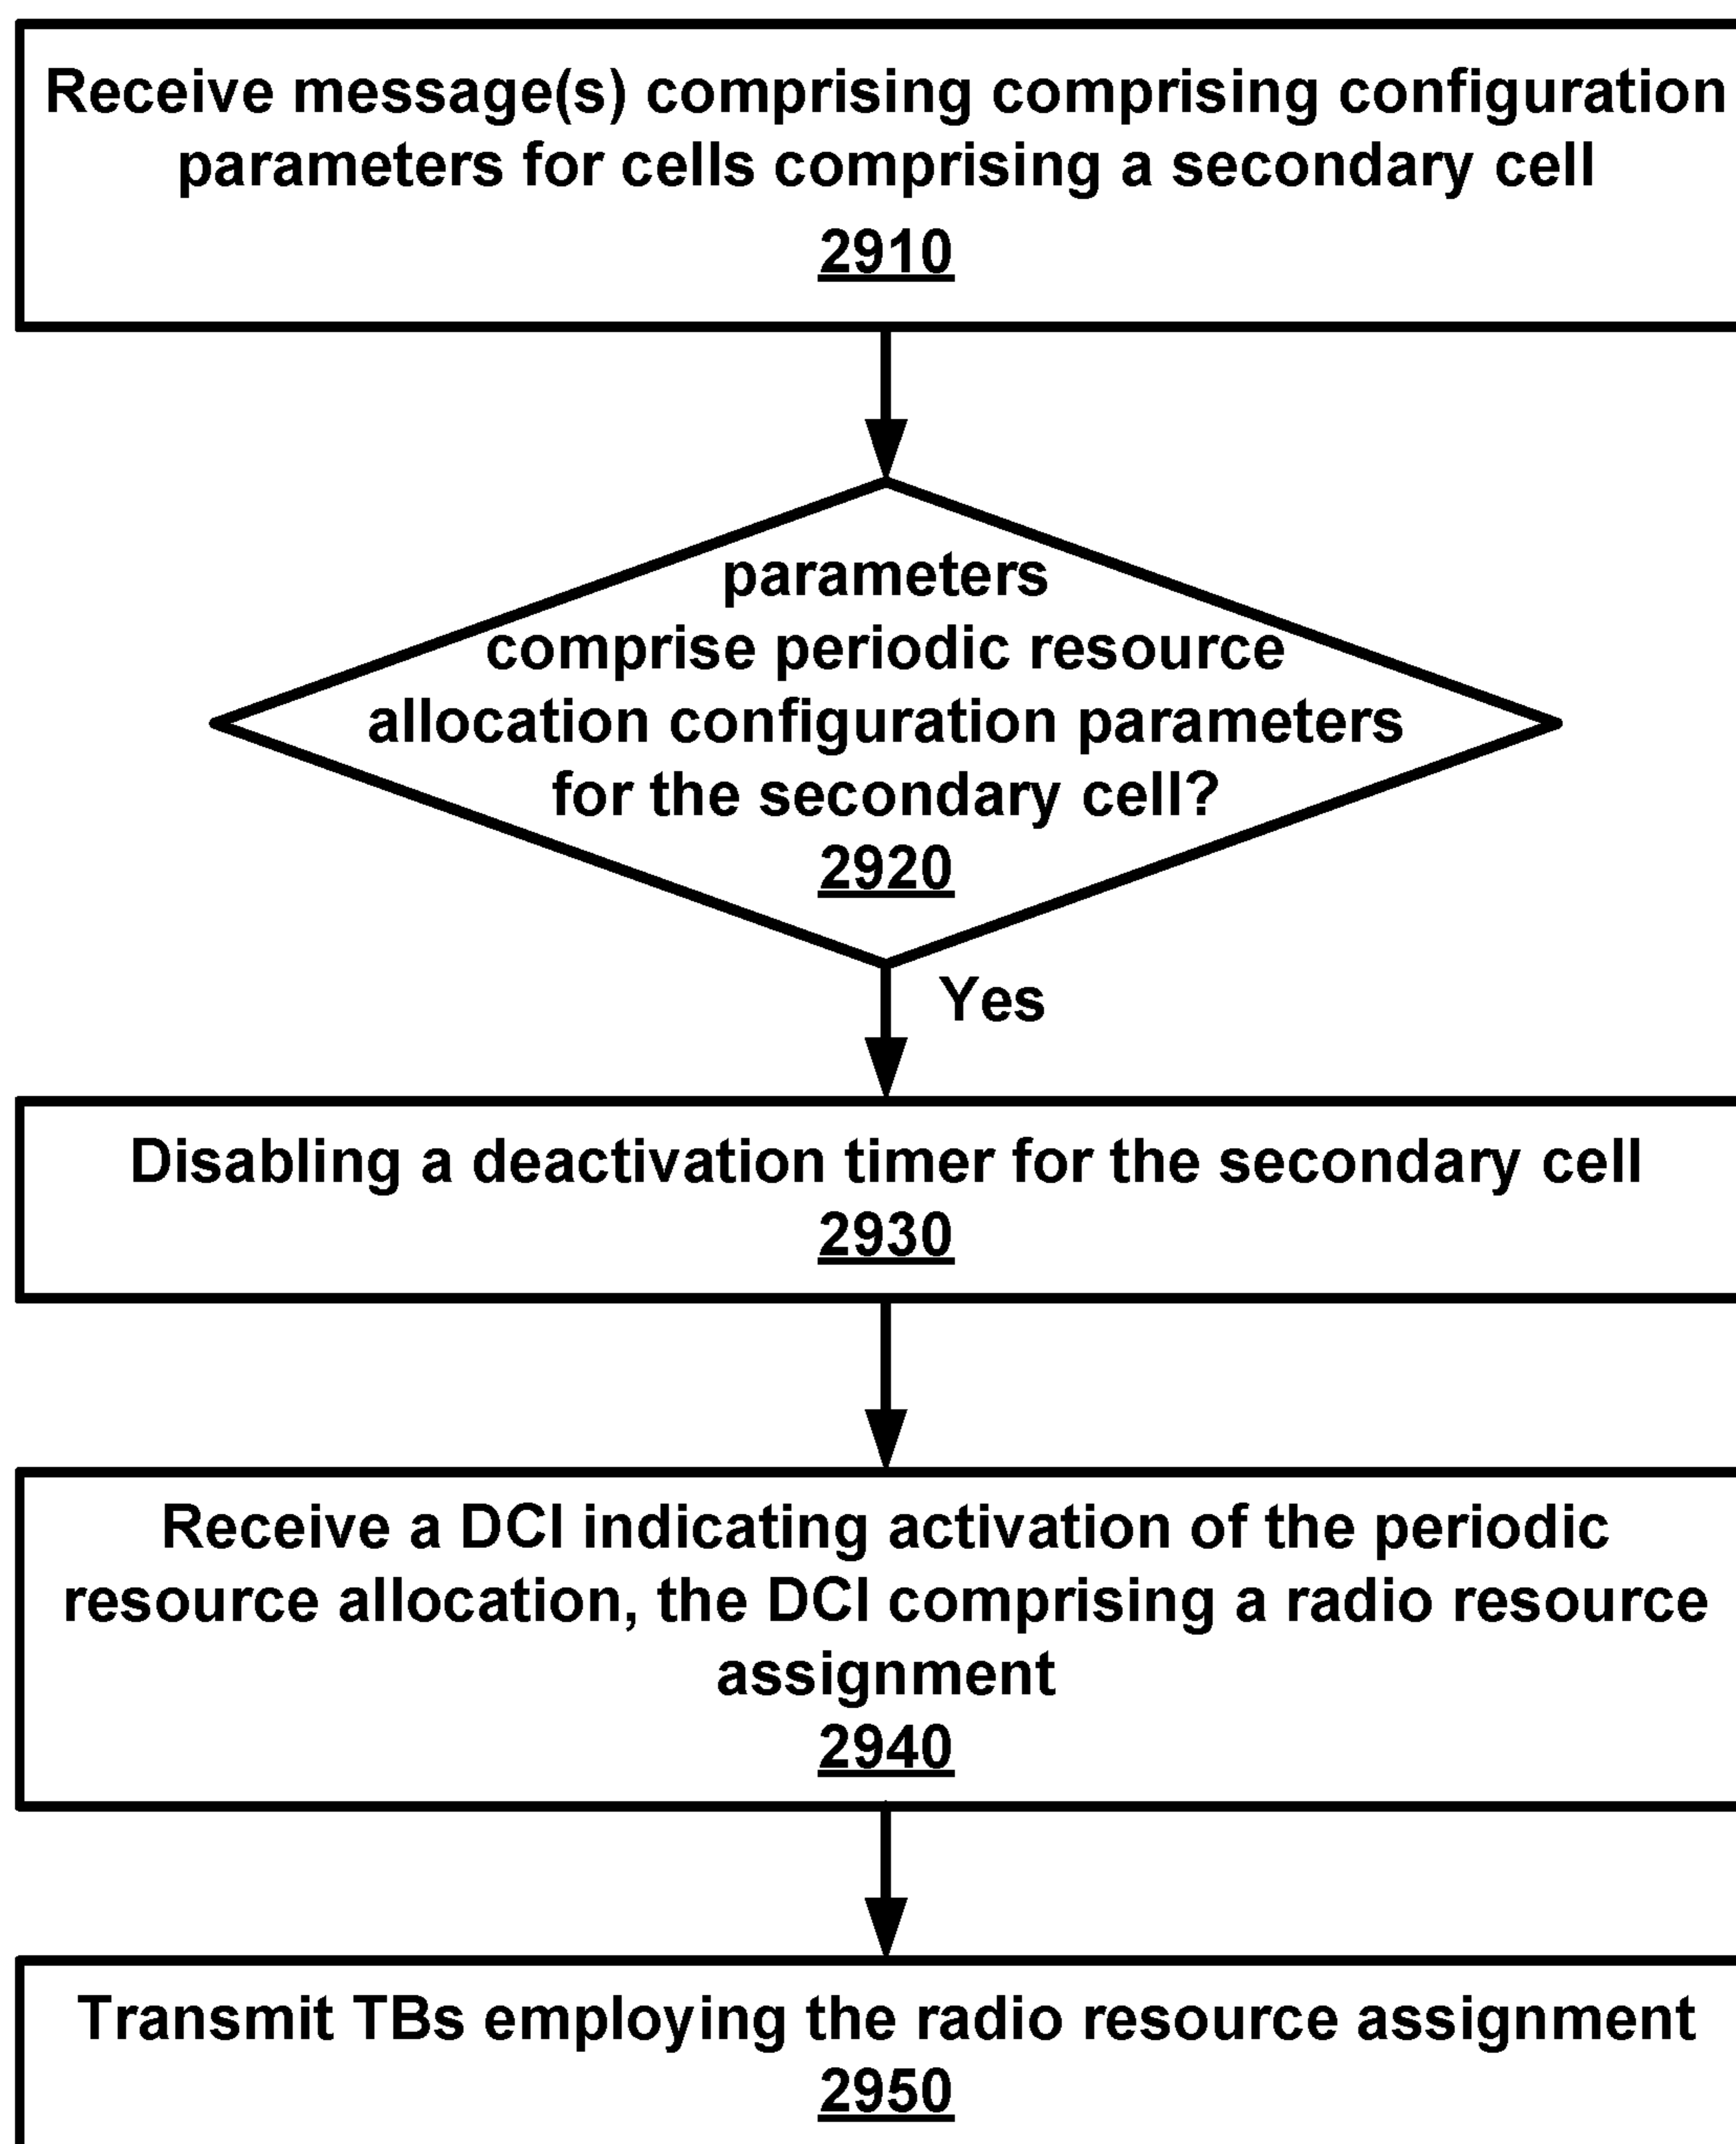 Receive message(s) comprising comprising configuration
parameters for cells comprising a secondary cell
2910
parameters
comprise periodic resource
allocation configuration parameters
for the secondary cell?
2920
Yes
Disabling a deactivation timer for the secondary cell
2930
Receive a DCI indicating activation of the periodic
resource allocation, the DCI comprising a radio resource
assignment
2940
Transmit TBs employing the radio resource assignment
2950